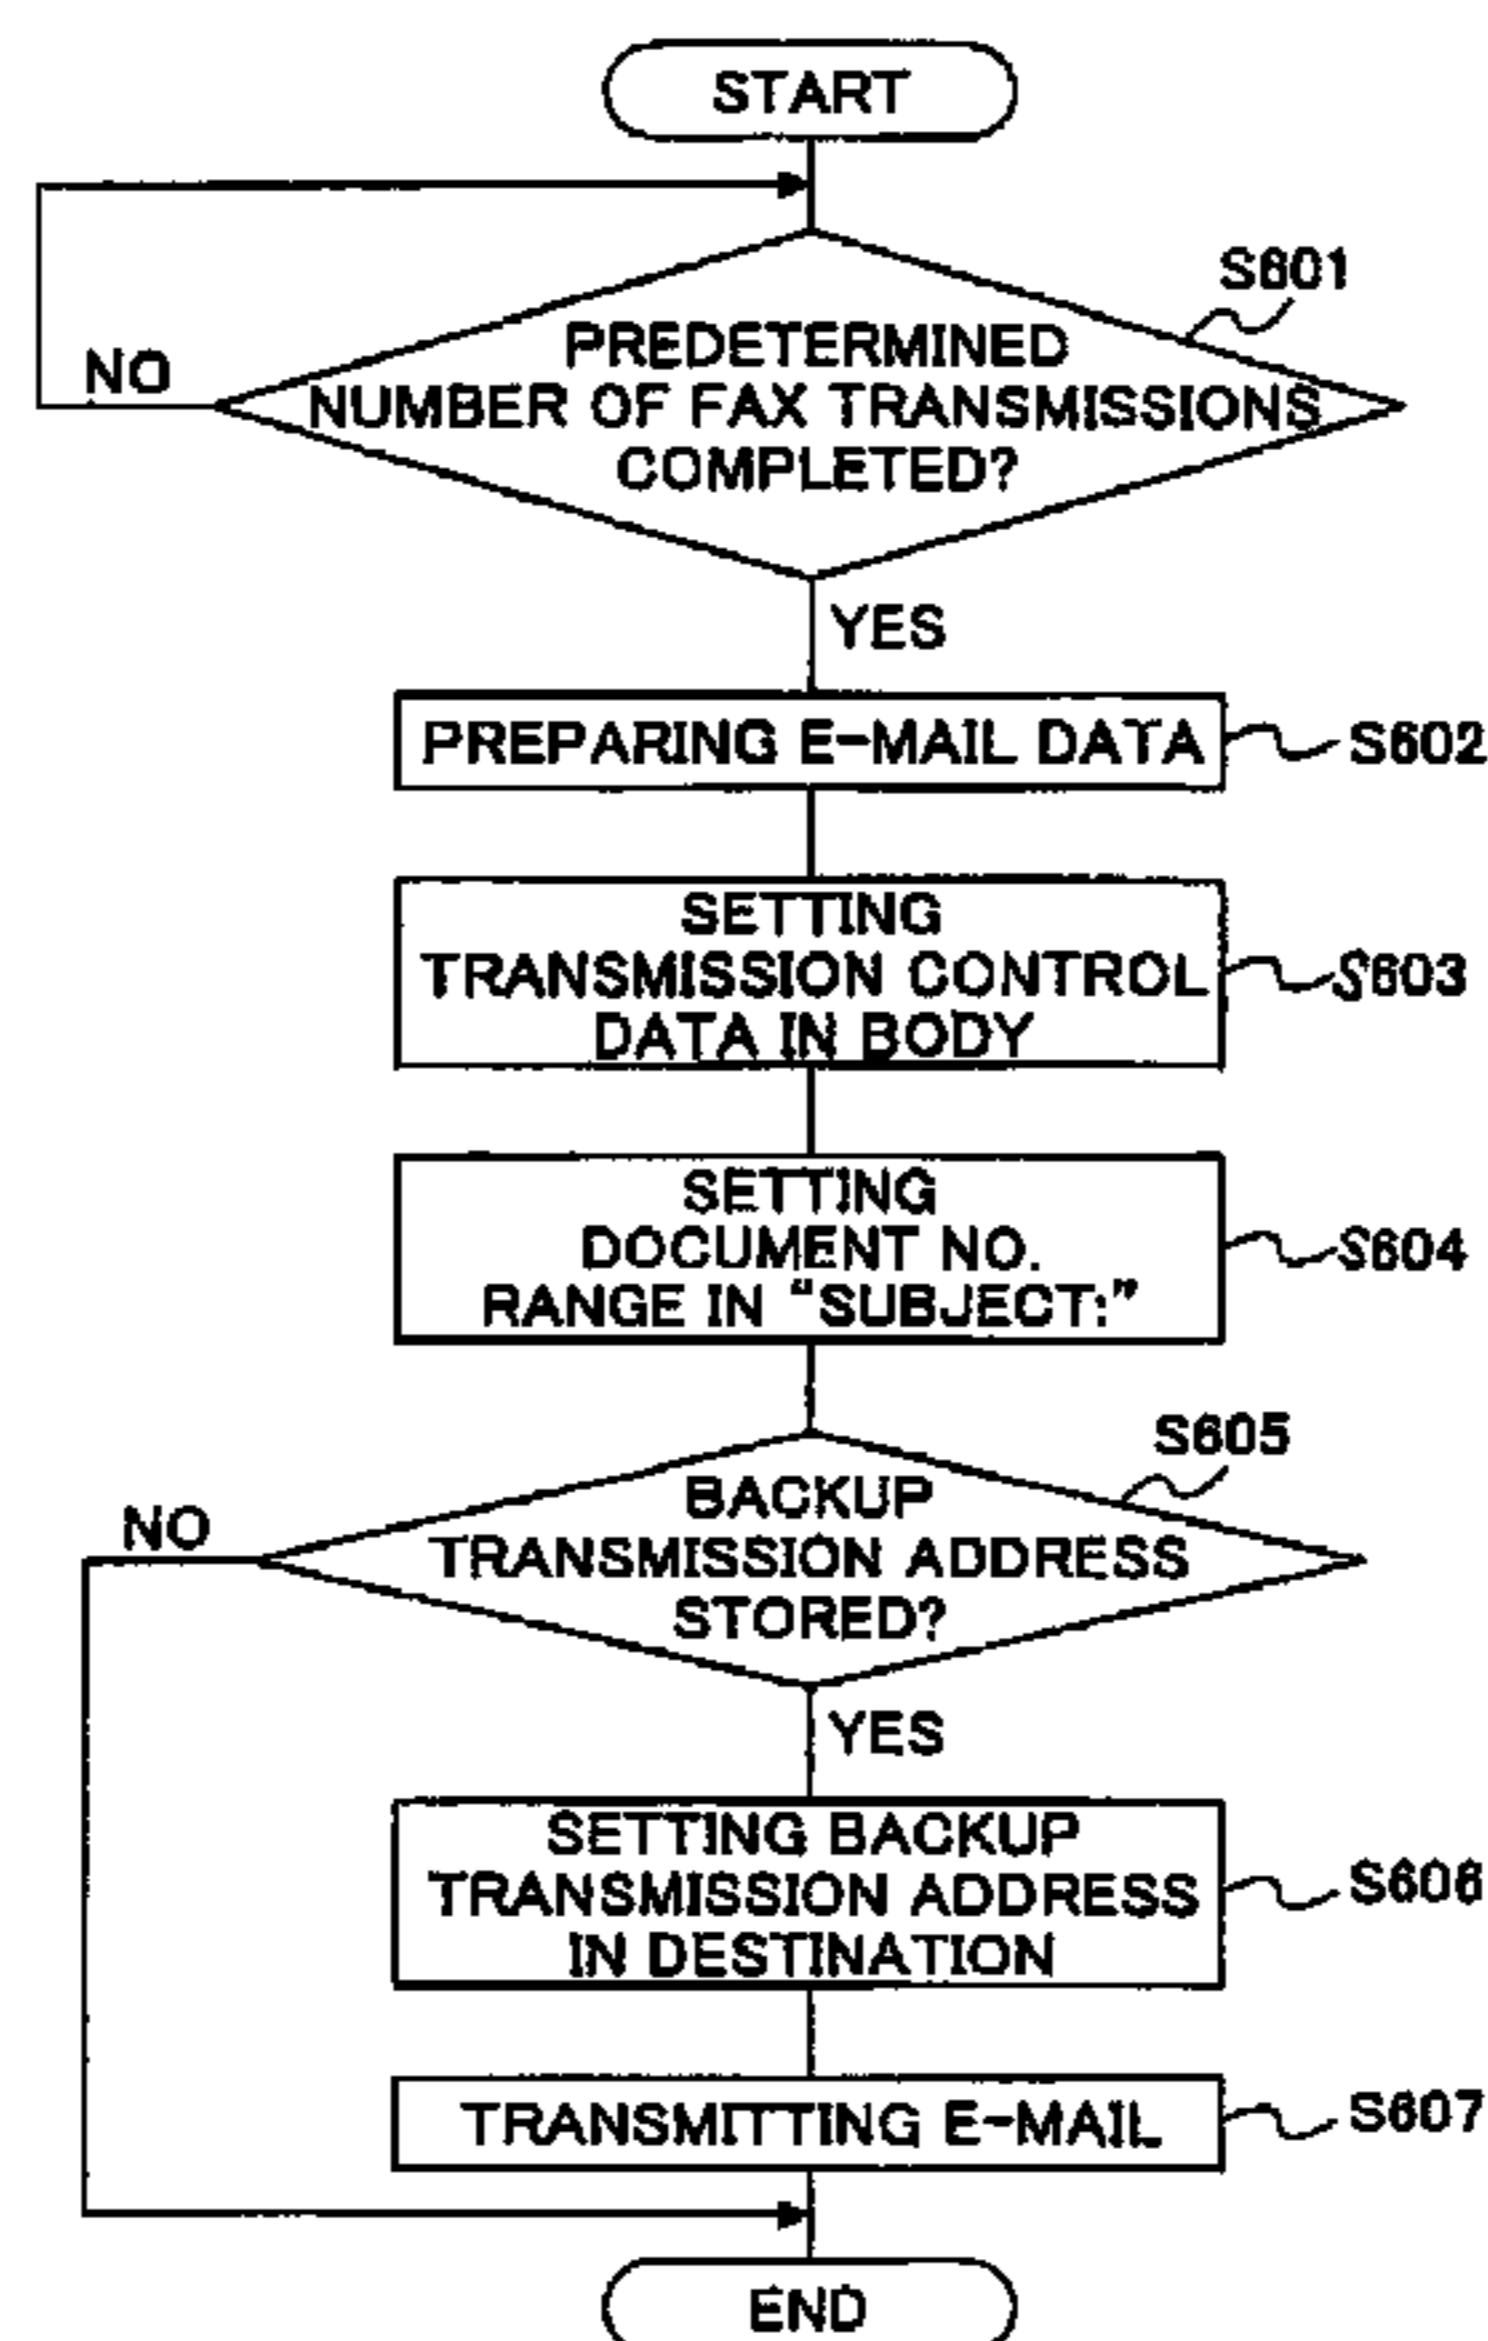 START
S601
NO
PREDETERMINED
NUMBER OF FAX TRANSMISSIONS
COMPLETED?
YES
PREPARING E-MAIL DATA
S602
SETTING
TRANSMISSION CONTROL
DATA IN BODY
S603
SETTING
DOCUMENT NO.
RANGE IN “SUBJECT:”
S604
S605
NO
BACKUP
TRANSMISSION ADDRESS
STORED?
YES
SETTING BACKUP
TRANSMISSION ADDRESS
IN DESTINATION
S606
TRANSMITTING E-MAIL
S607
END